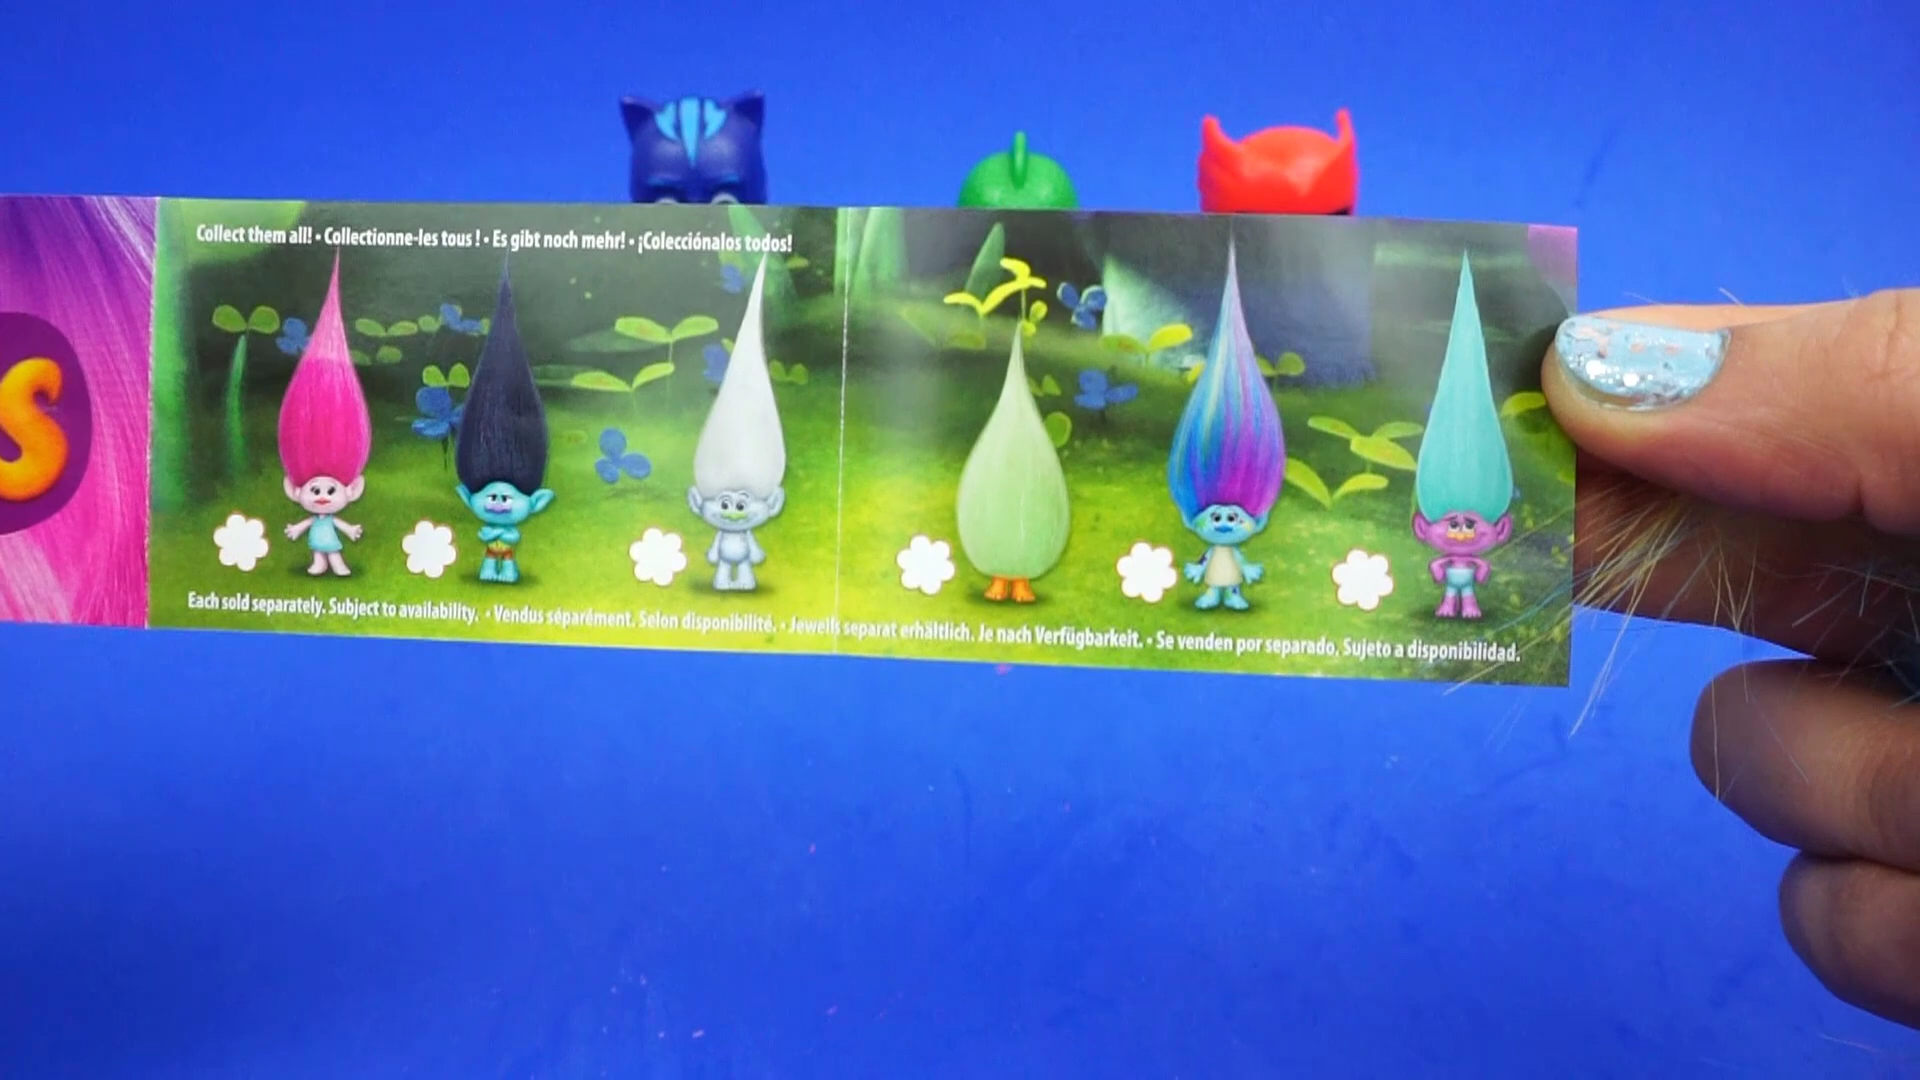 Collect them all! • Collectionne-les tous ! • Es gibt noch mehr! • ¡Colecciónalos todos!
S
Each sold separately. Subject to availability. • Vendus séparément. Selon disponibilité. • Jeweils separat erhältlich. Je nach Verfügbarkeit. • Se venden por separado. Sujeto a disponibilidad.